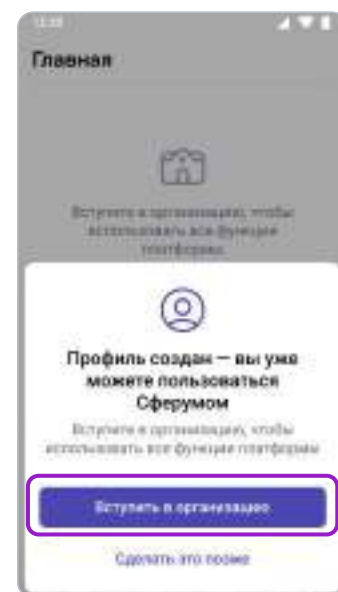 Главная
Вступите в организацию, чтобы
использовать все функции
платформы
Профиль создан — вы уже
можете пользоваться
Сферумом
Вступите в организацию, чтобы
использовать все функции платформы
Вступить в организацию
Сделать это позже